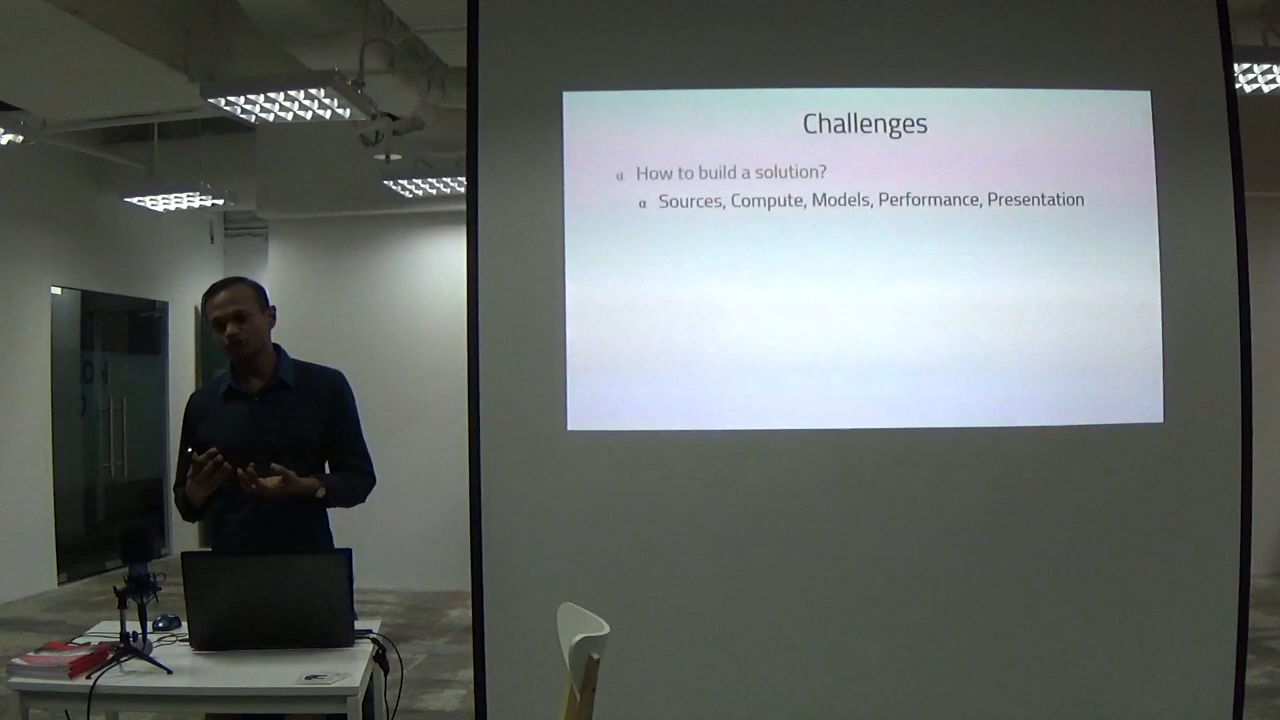 Challenges
α How to build a solution?
α Sources, Compute, Models, Performance, Presentation